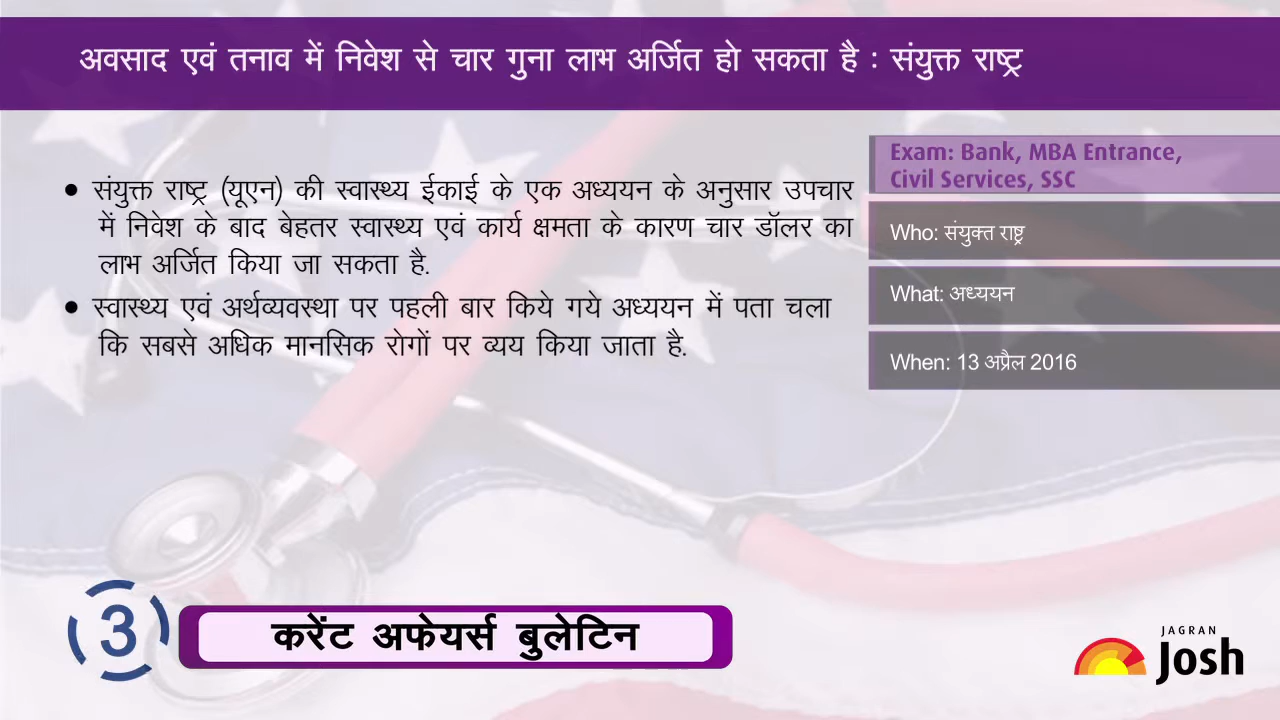 अवसाद एवं तनाव में निवेश से चार गुना लाभ अर्जित हो सकता है : संयुक्त राष्ट्र
• संयुक्त राष्ट्र (यूएन) की स्वास्थ्य ईकाई के एक अध्ययन के अनुसार उपचार
में निवेश के बाद बेहतर स्वास्थ्य एवं कार्य क्षमता के कारण चार डॉलर का
लाभ अर्जित किया जा सकता है.
• स्वास्थ्य एवं अर्थव्यवस्था पर पहली बार किये गये अध्ययन में पता चला
कि सबसे अधिक मानसिक रोगों पर व्यय किया जाता है.
Exam: Bank, MBA Entrance,
Civil Services, SSC
Who: संयुक्त राष्ट्र
What: अध्ययन
When: 13 अप्रैल 2016
3
करेंट अफेयर्स बुलेटिन
JAGRAN
Josh